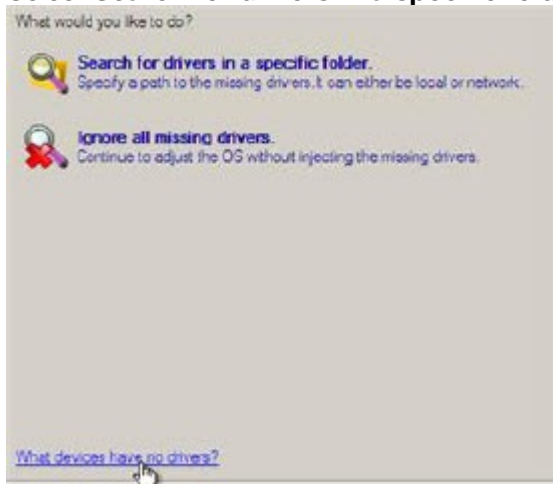 What would you like to do?
Search for drivers in a specific folder.
Specify a path to the missing drivers. It can either be local or network.
Ignore all missing drivers.
Continue to adjust the OS without injecting the missing drivers.
What devices have no drivers?